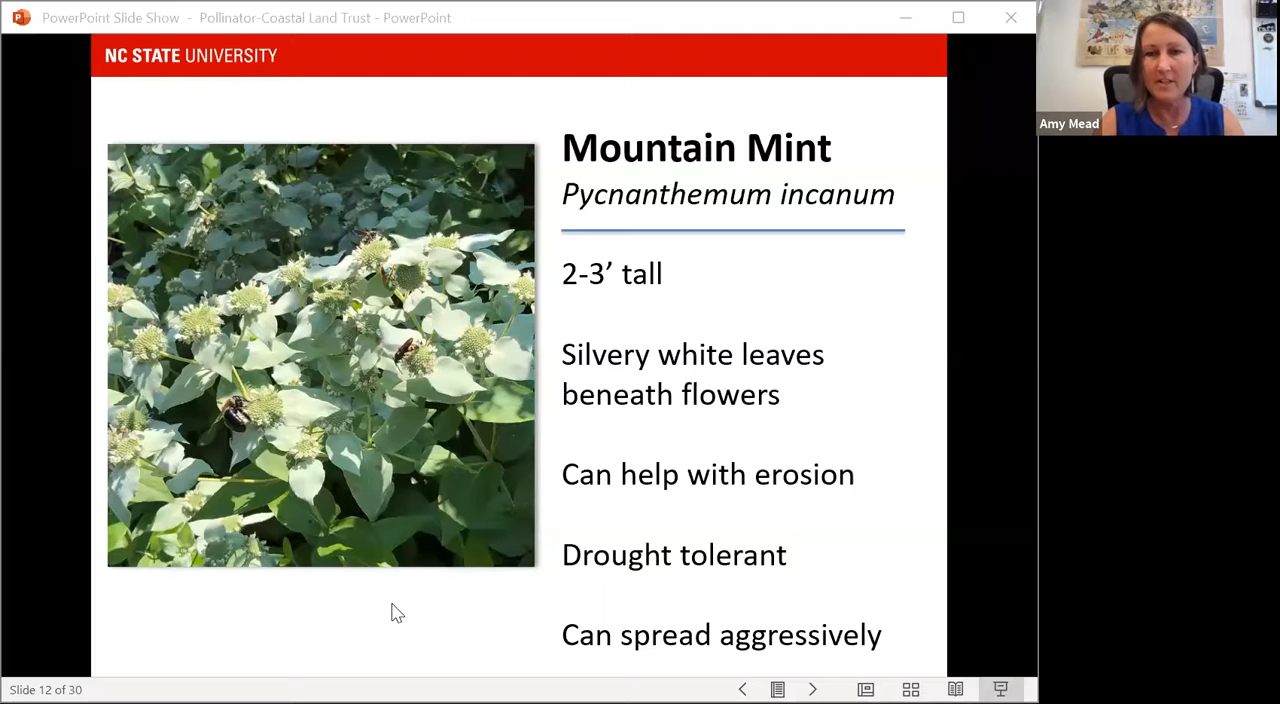 PowerPoint Slide Show - Pollinator-Coastal Land Trust - PowerPoint
NC STATE UNIVERSITY
Mountain Mint
Pycnanthemum incanum
2-3’ tall
Silvery white leaves
beneath flowers
Can help with erosion
Drought tolerant
Can spread aggressively
Slide 12 of 30
Amy Mead